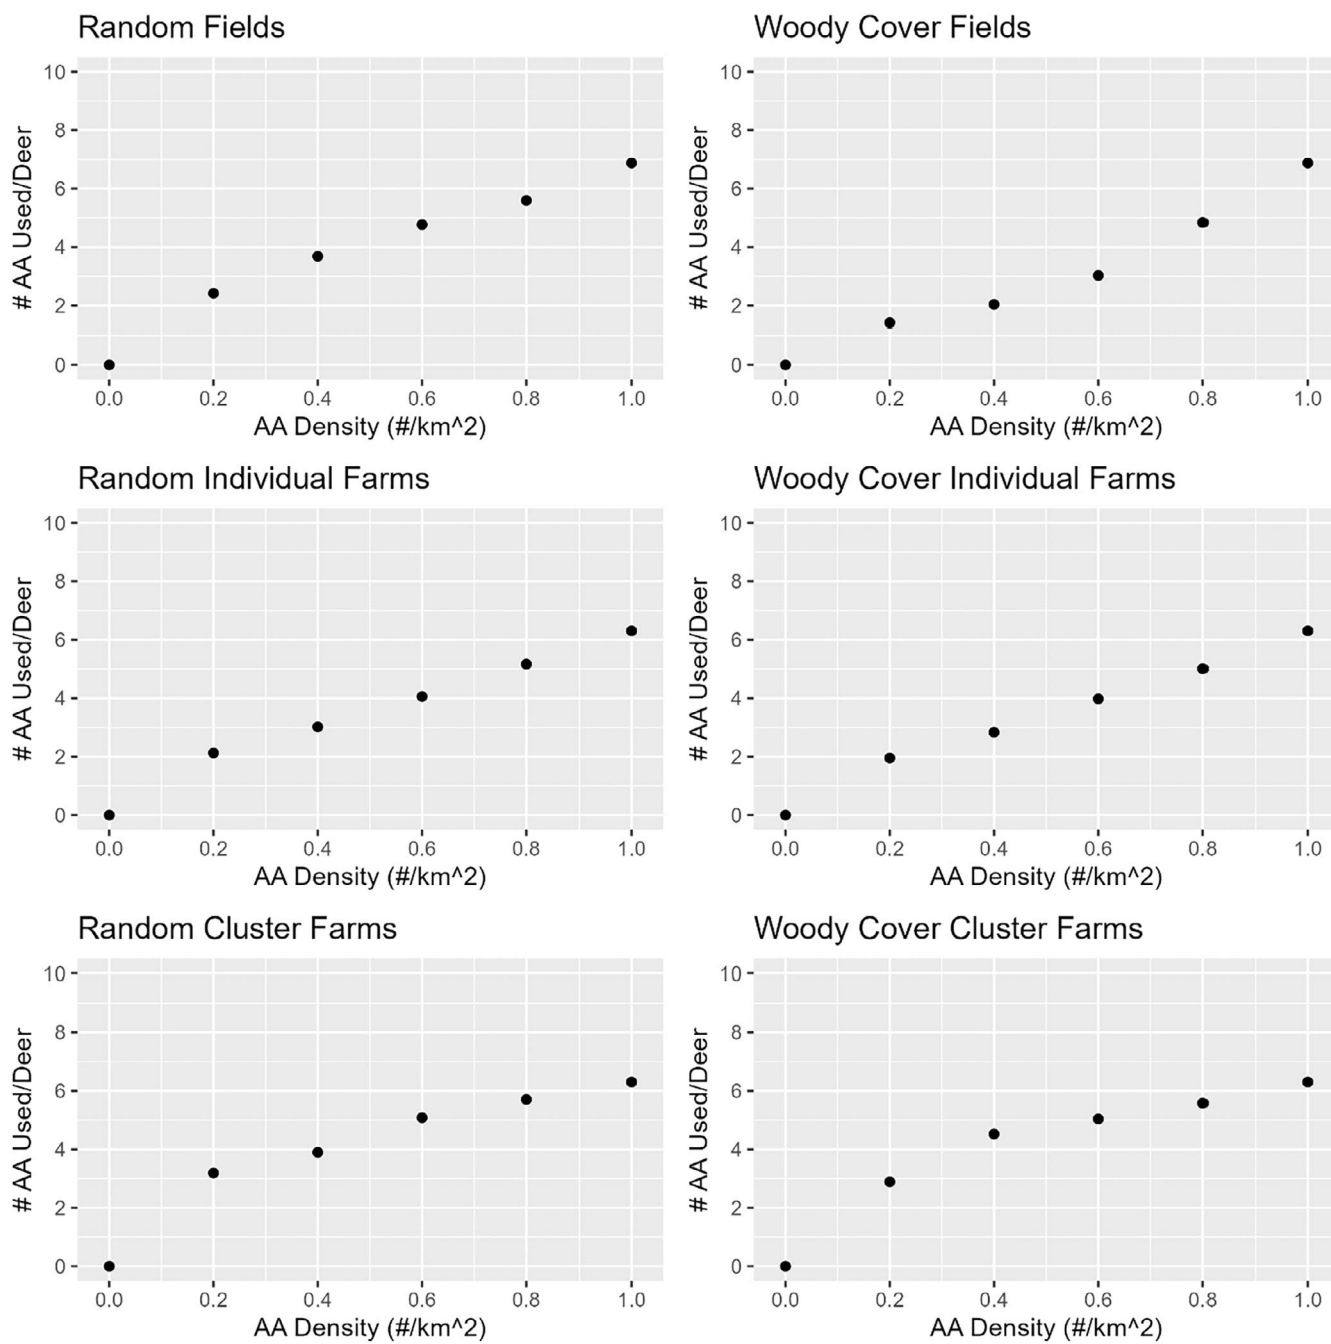 Random Fields
10
8
6
4
2
0
# AA Used/Deer
0.0 0.2 0.4 0.6 0.8 1.0
AA Density (#/km^2)
Woody Cover Fields
10
8
6
4
2
0
# AA Used/Deer
0.0 0.2 0.4 0.6 0.8 1.0
AA Density (#/km^2)
Random Individual Farms
10
8
6
4
2
0
# AA Used/Deer
0.0 0.2 0.4 0.6 0.8 1.0
AA Density (#/km^2)
Woody Cover Individual Farms
10
8
6
4
2
0
# AA Used/Deer
0.0 0.2 0.4 0.6 0.8 1.0
AA Density (#/km^2)
Random Cluster Farms
10
8
6
4
2
0
# AA Used/Deer
0.0 0.2 0.4 0.6 0.8 1.0
AA Density (#/km^2)
Woody Cover Cluster Farms
10
8
6
4
2
0
# AA Used/Deer
0.0 0.2 0.4 0.6 0.8 1.0
AA Density (#/km^2)